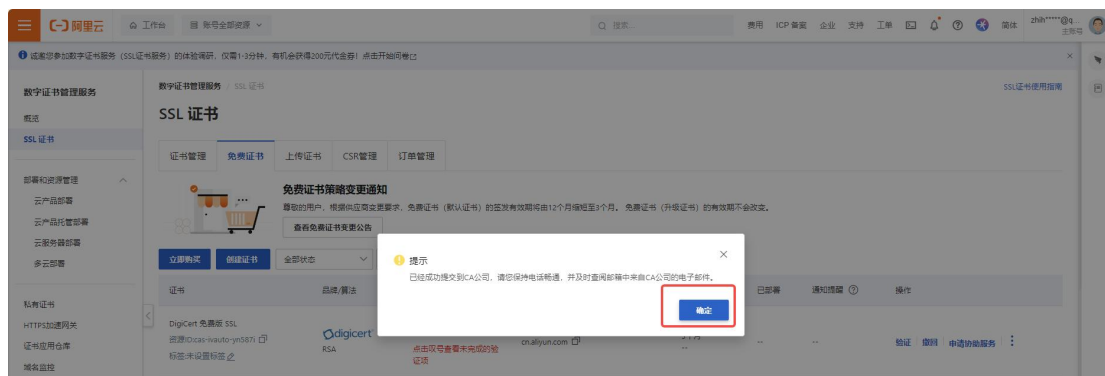 阿里云 工作台 账号全部资源 搜索... 费用 ICP 备案 企业 支持 工单 简体 zhih*****@q...
主账号
诚邀您参加数字证书服务（SSL证书服务）的体验调研，仅需1-3分钟，有机会获得200元代金券！点击开始问卷
数字证书管理服务 数字证书管理服务 / SSL 证书 SSL证书使用指南
概览 SSL 证书
SSL 证书
证书管理 免费证书 上传证书 CSR管理 订单管理
部署和资源管理 免费证书策略变更通知
云产品部署 尊敬的用户，根据供应商变更要求，免费证书（默认证书）的签发有效期将由12个月缩短至3个月。 免费证书（升级证书）的有效期不会改变。
云产品托管部署 查看免费证书变更公告
云服务器部署
多云部署 立即购买 创建证书 全部状态 提示
已经成功提交到CA公司，请您保持电话畅通，并及时查阅邮箱中来自CA公司的电子邮件。
证书 品牌/算法 已部署 通知提醒 操作
私有证书 确定
HTTPS加速网关 DigiCert 免费版 SSL digicert
证书应用仓库 资源ID:cas-ivauto-yn587i RSA 点击叹号查看未完成的验证项 cn.aliyun.com -- -- -- 验证 撤回 申请协助服务
域名监控 标签:未设置标签